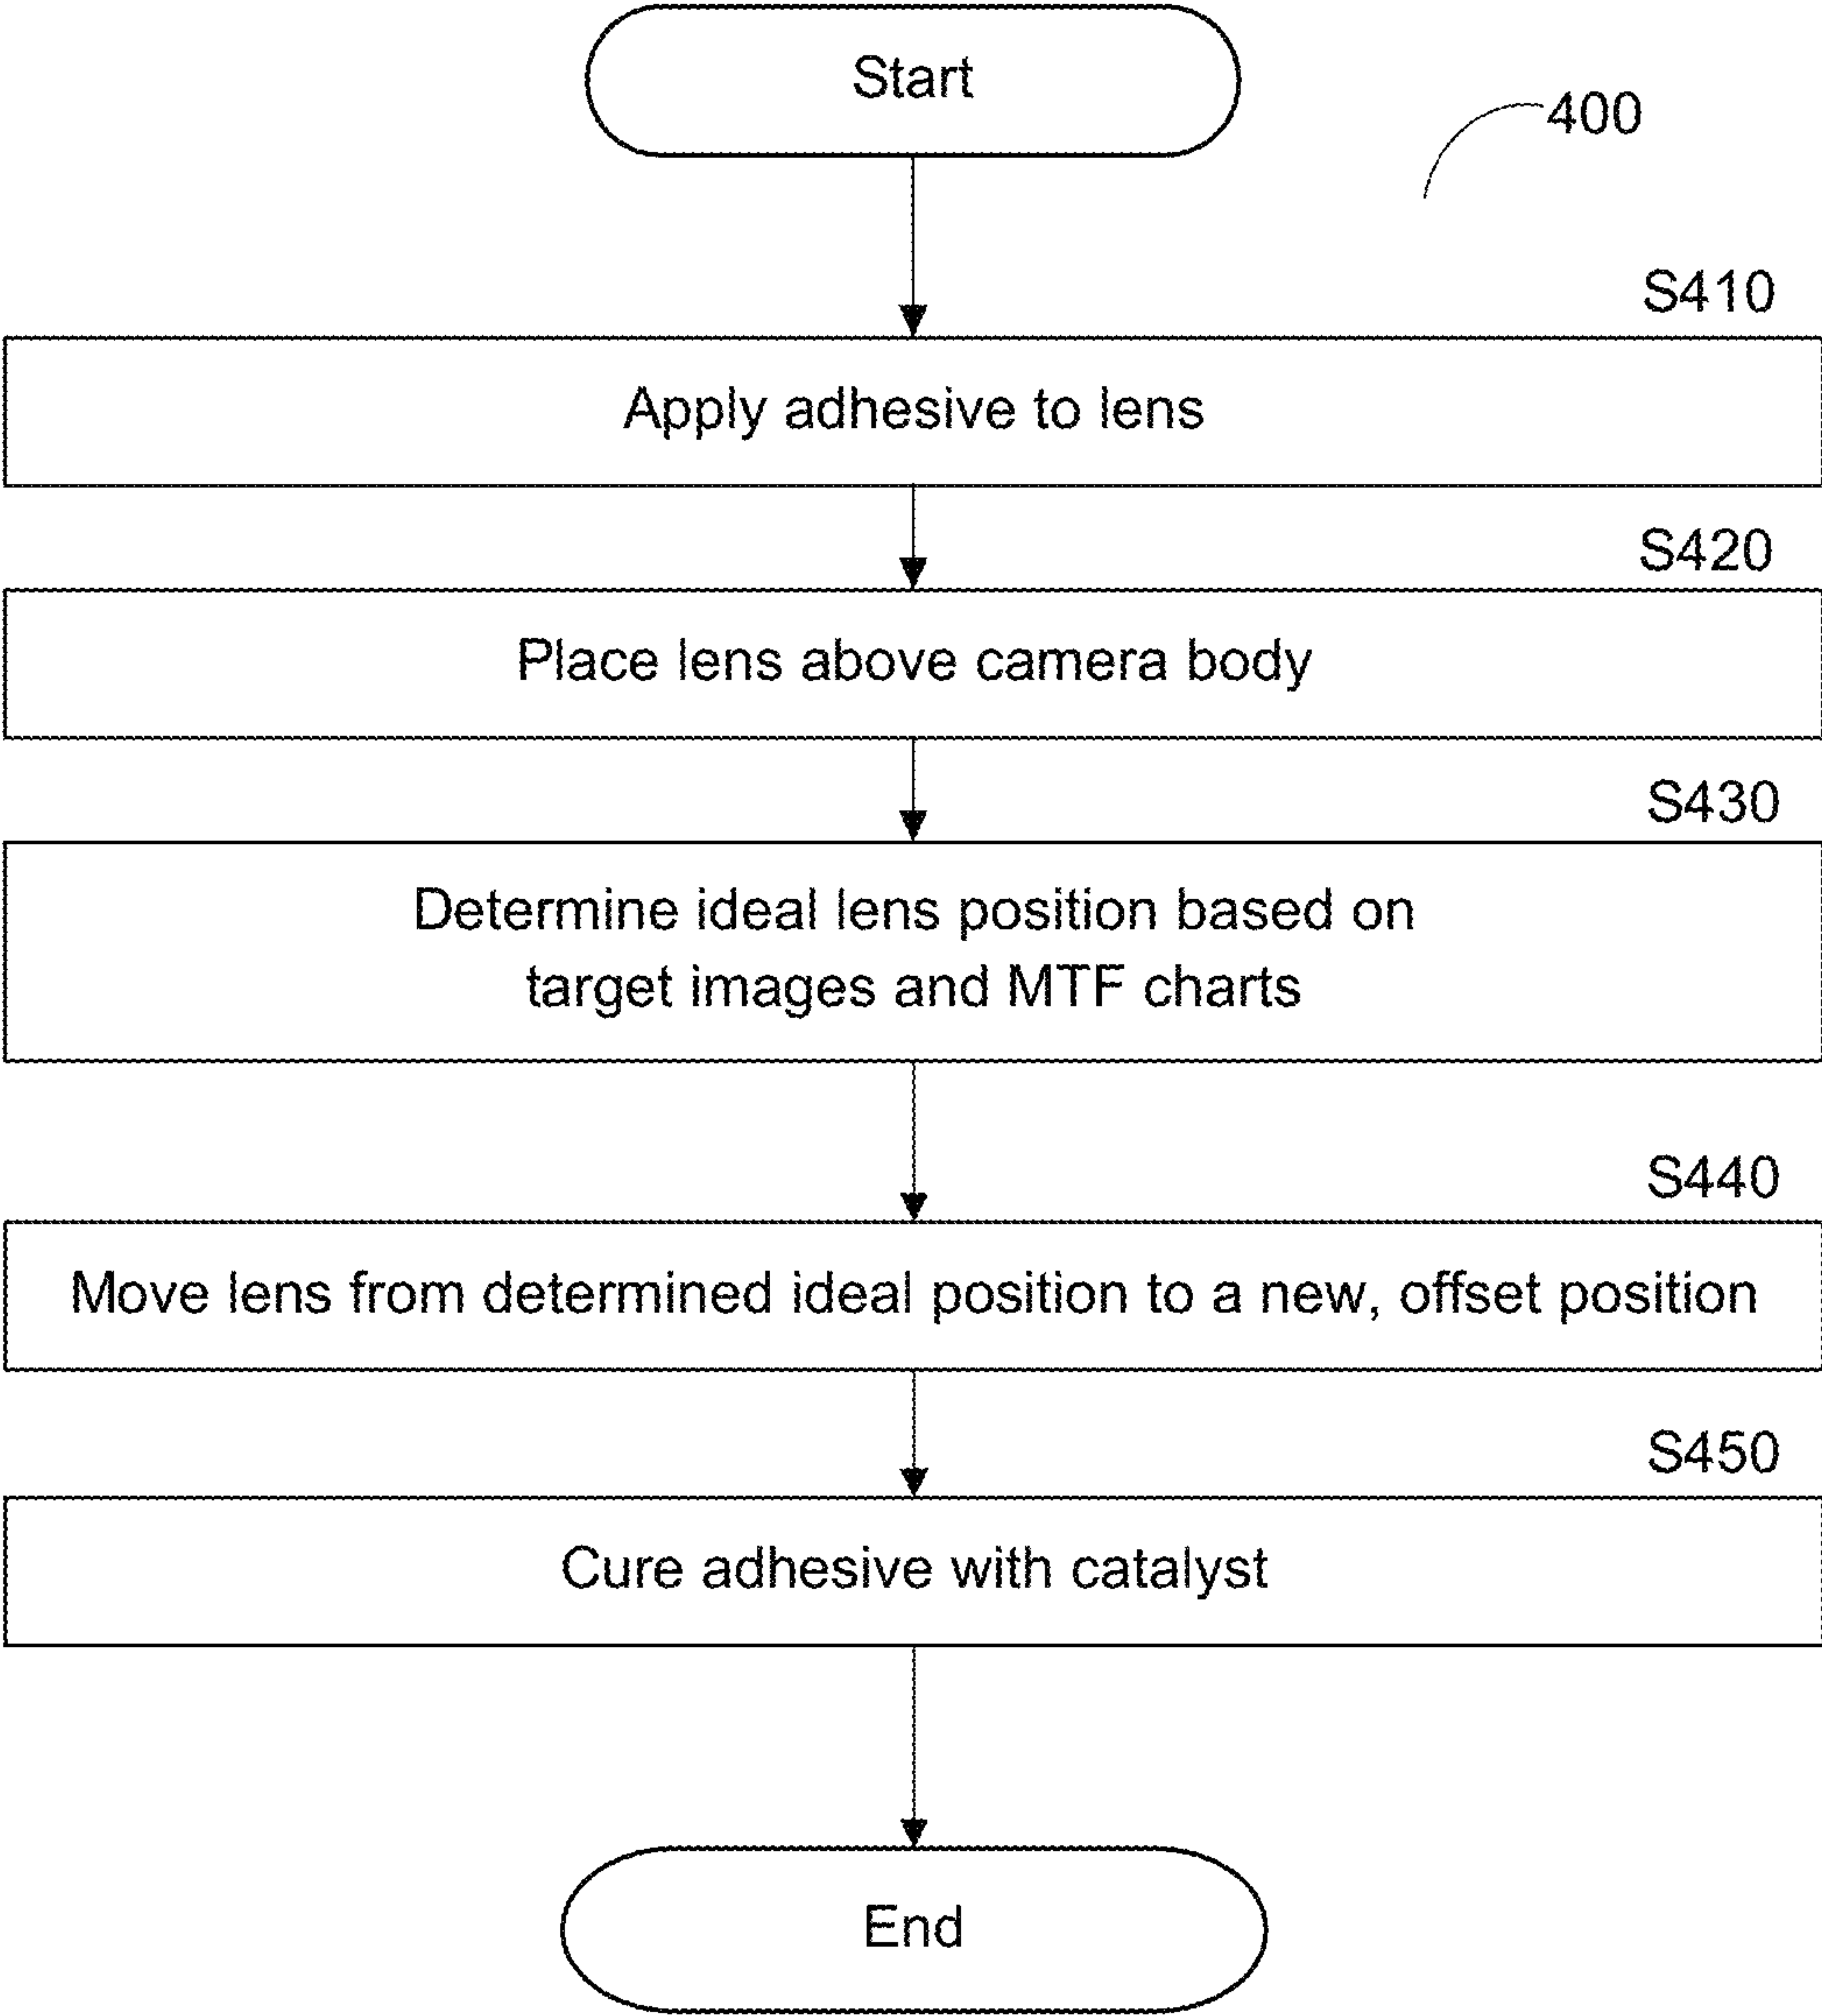 Start
400
S410
Apply adhesive to lens
S420
Place lens above camera body
S430
Determine ideal lens position based on
target images and MTF charts
S440
Move lens from determined ideal position to a new, offset position
S450
Cure adhesive with catalyst
End